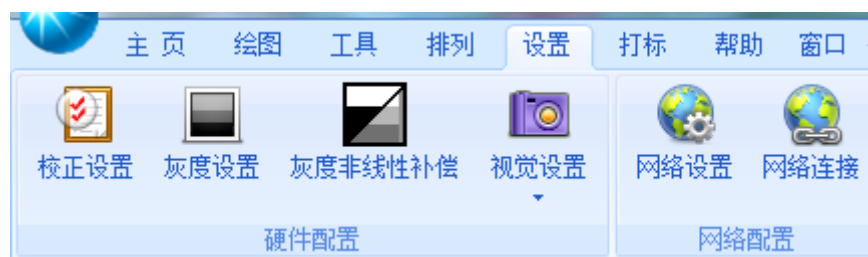 主 页 绘图 工具 排列 设置 打标 帮助 窗口
校正设置 灰度设置 灰度非线性补偿 视觉设置 网络设置 网络连接
硬件配置 网络配置